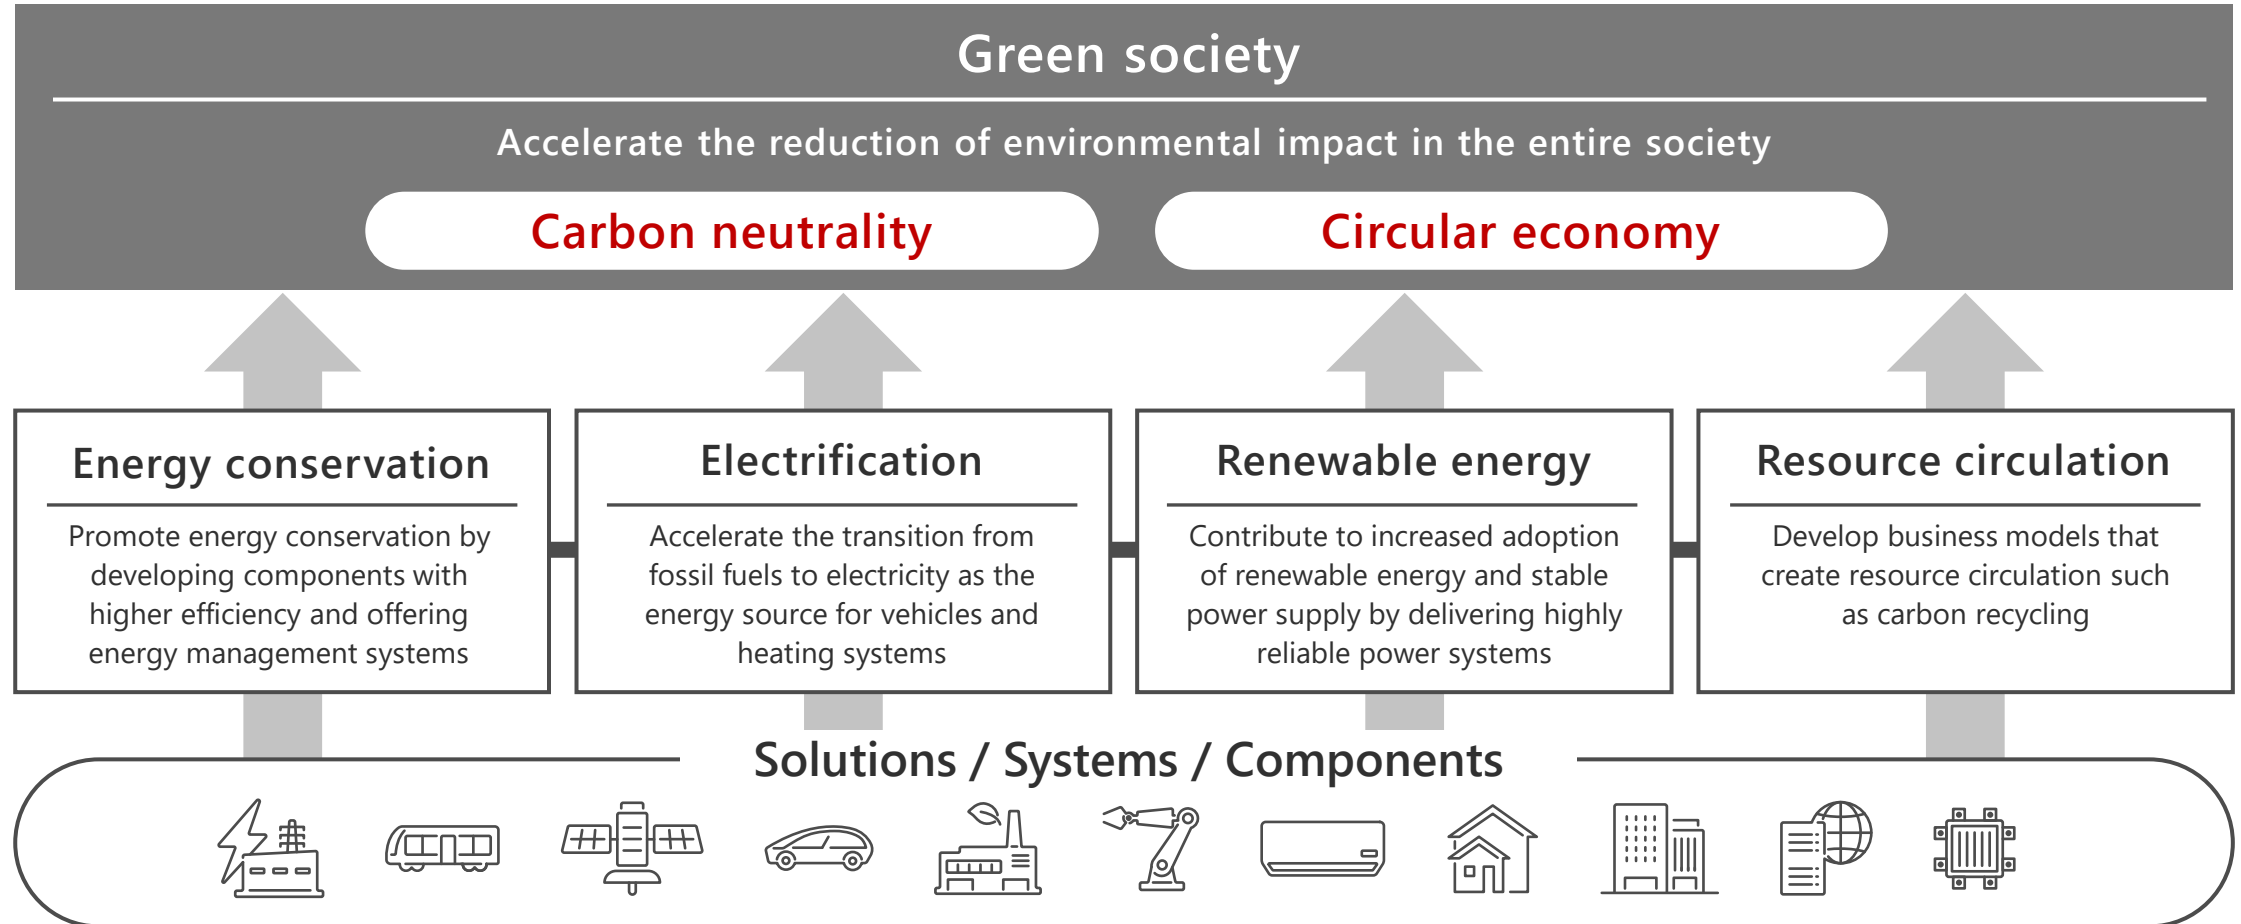 Green society
Accelerate the reduction of environmental impact in the entire society
Carbon neutrality
Circular economy
Energy conservation
Promote energy conservation by
developing components with
higher efficiency and offering
energy management systems
Electrification
Accelerate the transition from
fossil fuels to electricity as the
energy source for vehicles and
heating systems
Renewable energy
Contribute to increased adoption
of renewable energy and stable
power supply by delivering highly
reliable power systems
Resource circulation
Develop business models that
create resource circulation such
as carbon recycling
Solutions / Systems / Components